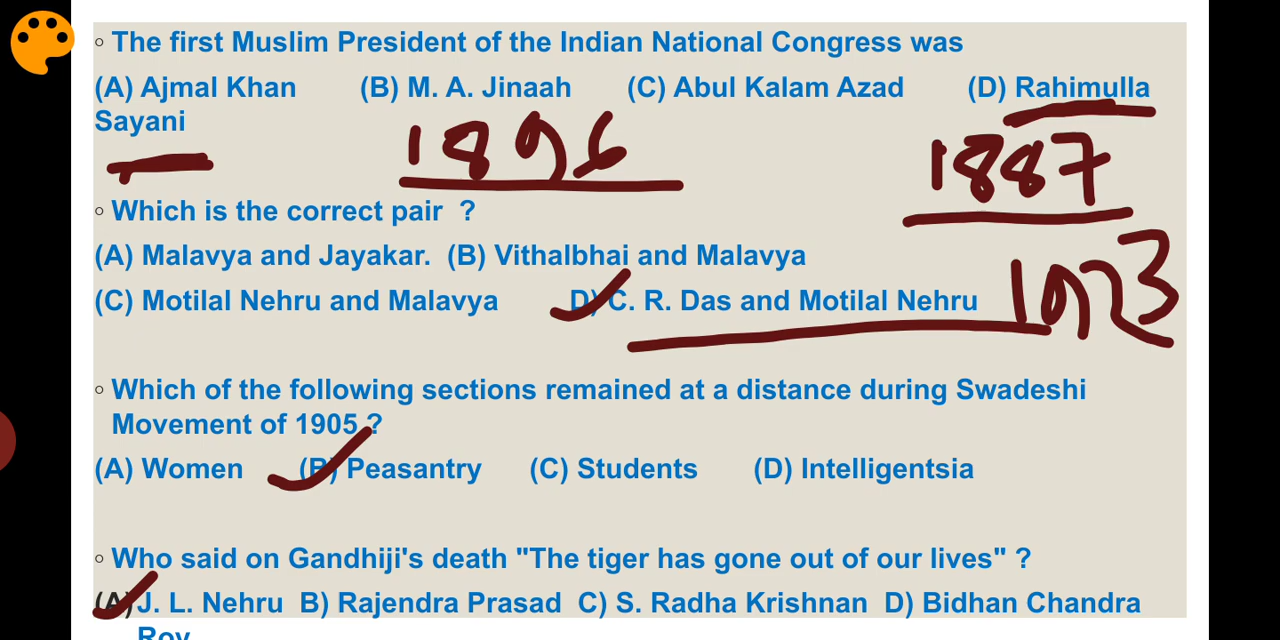 ◦ The first Muslim President of the Indian National Congress was
(A) Ajmal Khan (B) M. A. Jinaah (C) Abul Kalam Azad (D) Rahimulla
Sayani
1896
1887
◦ Which is the correct pair ?
(A) Malavya and Jayakar. (B) Vithalbhai and Malavya
(C) Motilal Nehru and Malavya D) C. R. Das and Motilal Nehru
1923
◦ Which of the following sections remained at a distance during Swadeshi
Movement of 1905 ?
(A) Women (B) Peasantry (C) Students (D) Intelligentsia
◦ Who said on Gandhiji's death "The tiger has gone out of our lives" ?
(A) J. L. Nehru B) Rajendra Prasad C) S. Radha Krishnan D) Bidhan Chandra
Roy